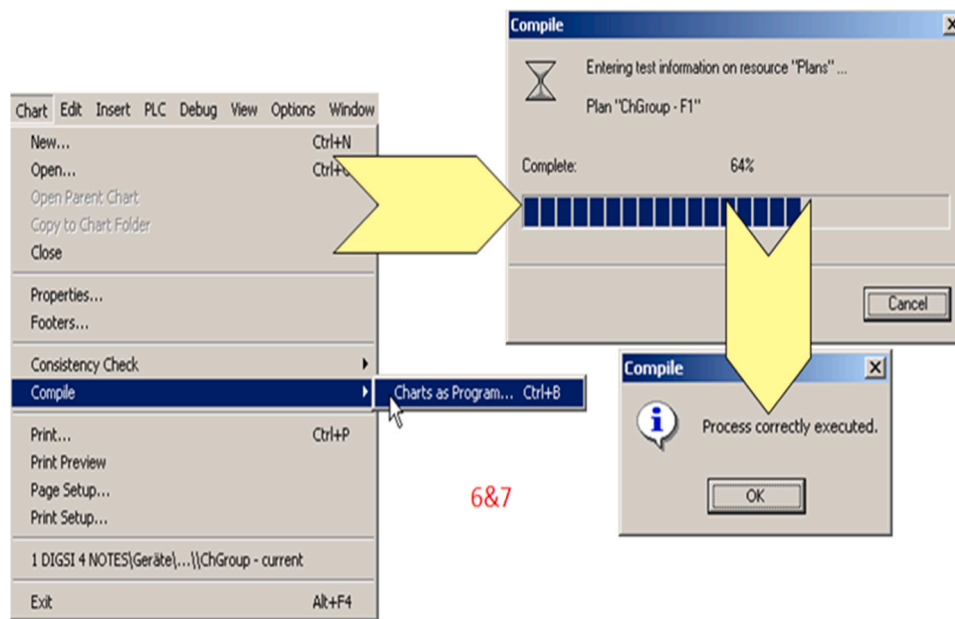 Chart Edit Insert PLC Debug View Options Window
New... Ctrl+N
Open...
Open Parent Chart
Copy to Chart Folder
Close
Properties...
Footers...
Consistency Check
Compile
Charts as Program... Ctrl+B
Print... Ctrl+P
Print Preview
Page Setup...
Print Setup...
1 DIGSI 4 NOTES\Geräte\...\\ChGroup - current
Exit Alt+F4
Compile
Entering test information on resource "Plans" ...
Plan "ChGroup - F1"
Complete: 64%
Cancel
Compile
Process correctly executed.
OK
6&7